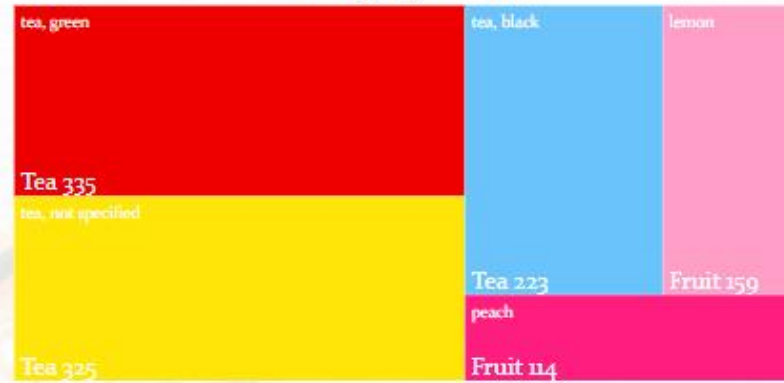 tea, green
Tea 335
tea, not specified
Tea 325
tea, black
Tea 223
lemon
Fruit 159
peach
Fruit 114